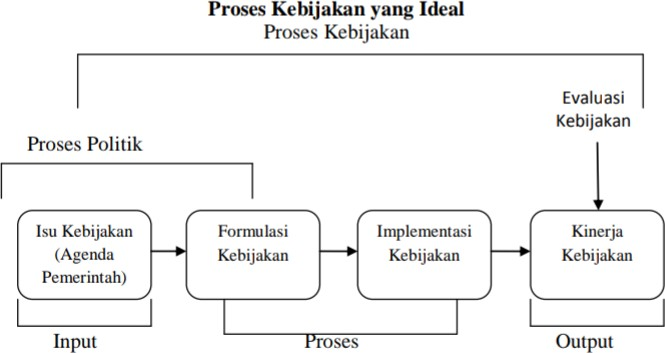 Proses Kebijakan yang Ideal
Proses Kebijakan
Evaluasi
Kebijakan
Proses Politik
Isu Kebijakan
(Agenda
Pemerintah)
Formulasi
Kebijakan
Implementasi
Kebijakan
Kinerja
Kebijakan
Input
Proses
Output